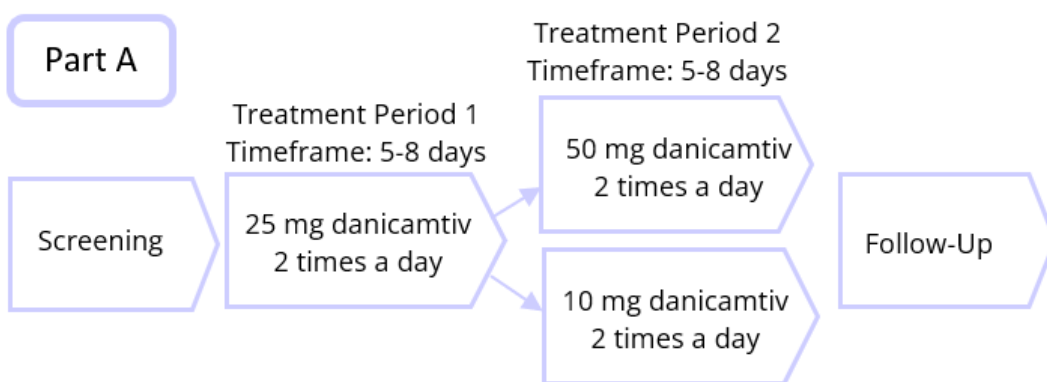 Part A
Screening
Treatment Period 1
Timeframe: 5-8 days
25 mg danicamtiv
2 times a day
Treatment Period 2
Timeframe: 5-8 days
50 mg danicamtiv
2 times a day
10 mg danicamtiv
2 times a day
Follow-Up